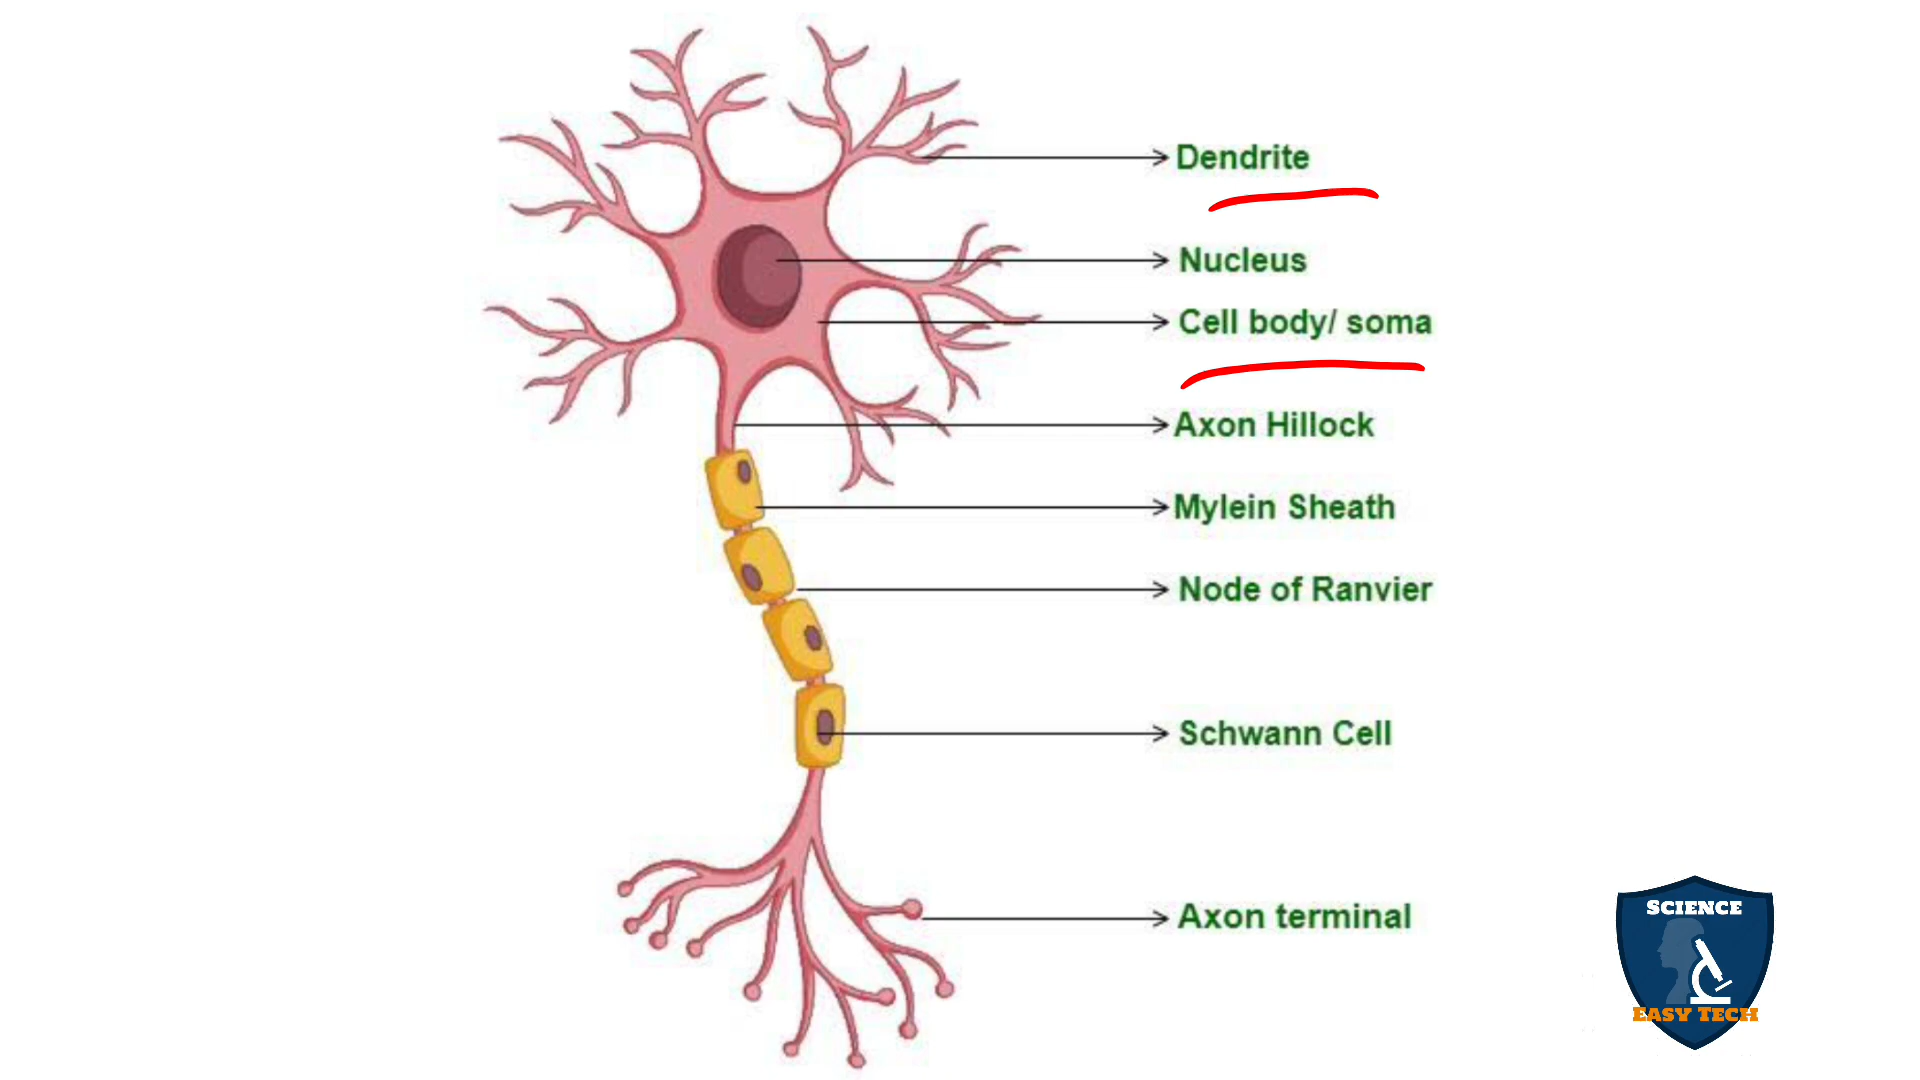 Dendrite
Nucleus
Cell body/ soma
Axon Hillock
Mylein Sheath
Node of Ranvier
Schwann Cell
Axon terminal
SCIENCE
EASY TECH